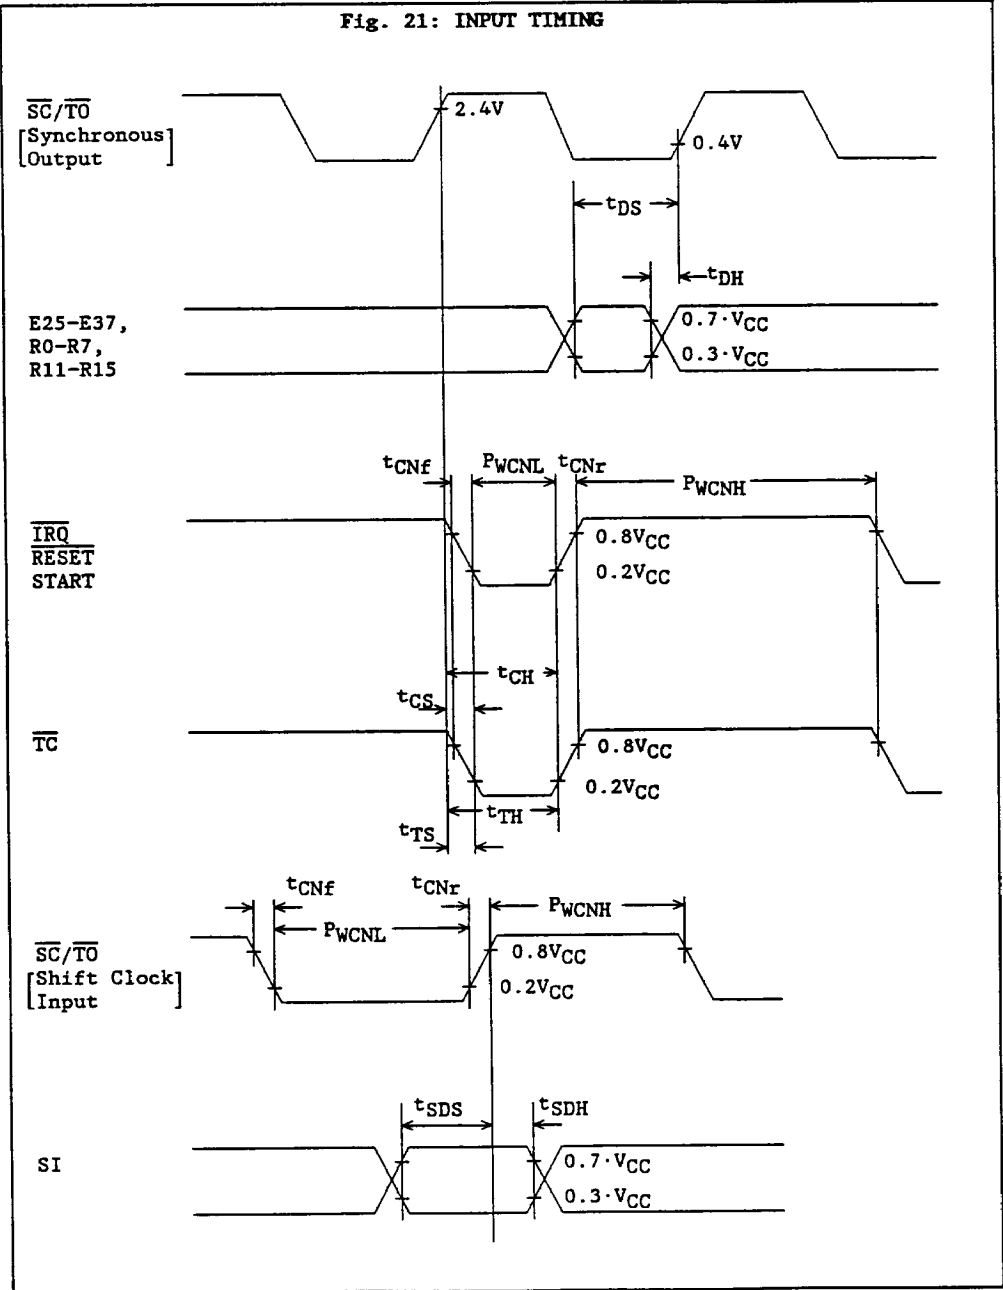 Fig. 21: INPUT TIMING
SC/TO
[Synchronous]
[Output]
2.4V
0.4V
tDS
tDH
E25-E37,
R0-R7,
R11-R15
0.7·VCC
0.3·VCC
tCNf
PWCNL
tCNr
PWCNH
IRQ
RESET
START
0.8VCC
0.2VCC
tCH
tCS
TC
0.8VCC
0.2VCC
tTH
tTS
tCNf
tCNr
PWCNH
PWCNL
SC/TO
[Shift Clock]
[Input]
0.8VCC
0.2VCC
tSDS
tSDH
SI
0.7·VCC
0.3·VCC